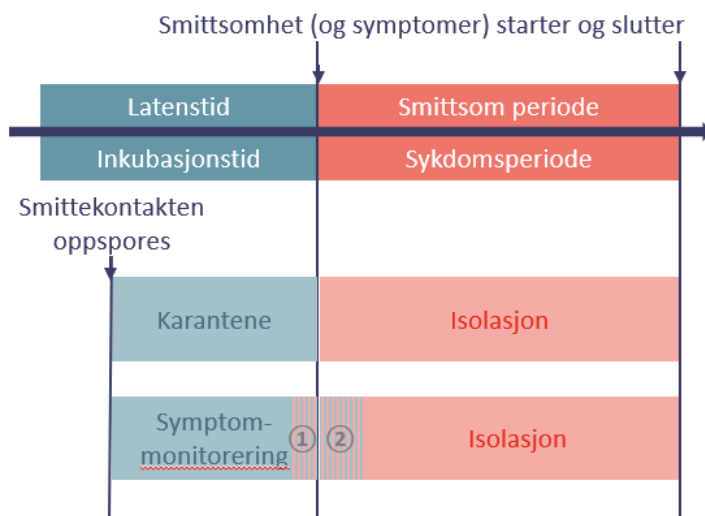 Smittsomhet (og symptomer) starter og slutter
Latenstid
Smittsom periode
Inkubasjonstid
Sykdomsperiode
Smittekontakten
oppspores
Karantene
Isolasjon
Symptom-
monitorering
①
②
Isolasjon